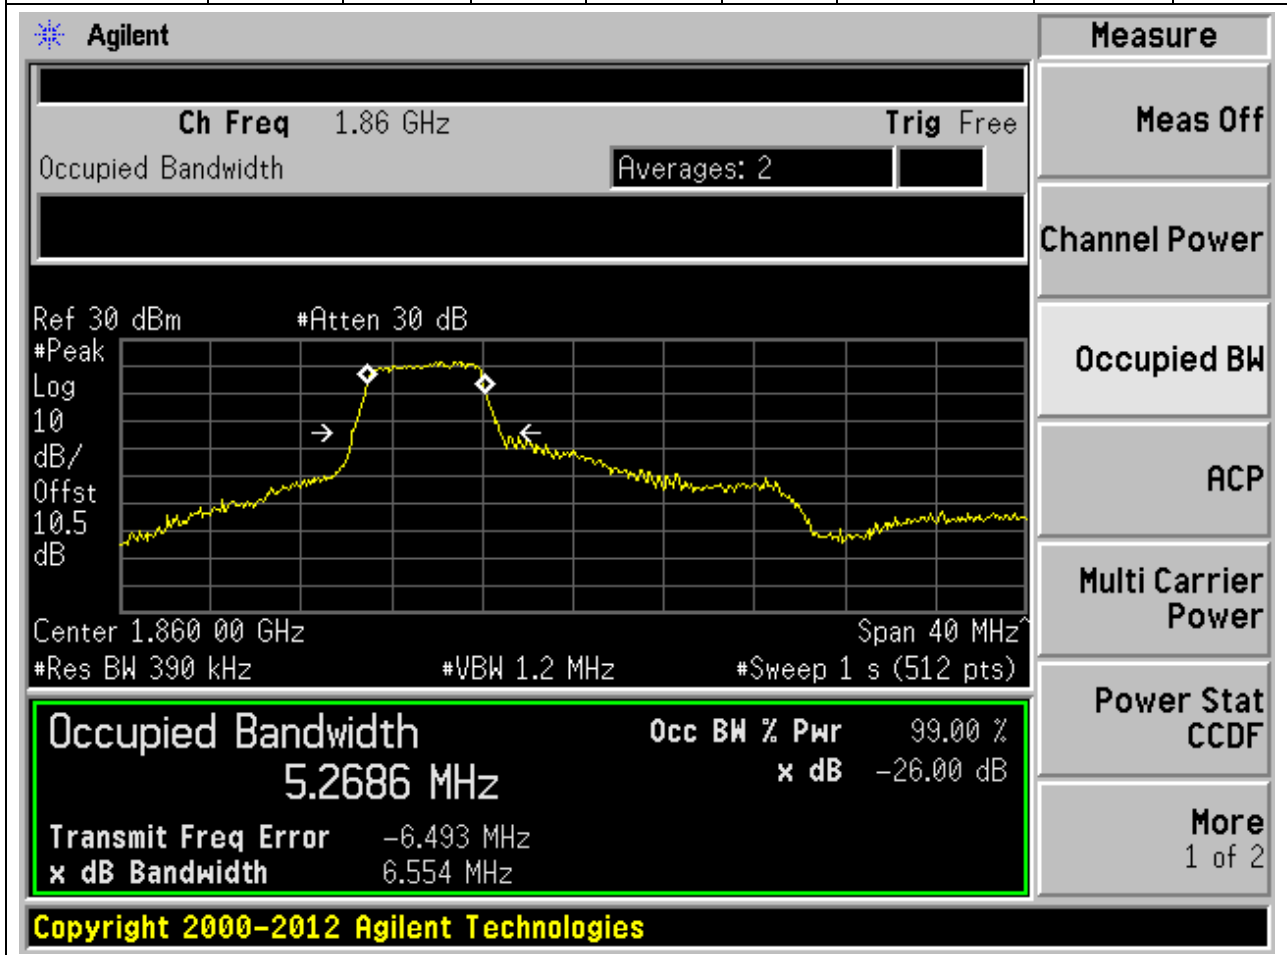 Agilent
Measure
Ch Freq 1.86 GHz Trig Free
Meas Off
Occupied Bandwidth Averages: 2
Channel Power
Ref 30 dBm #Atten 30 dB
#Peak
Log
10
dB/
Offst
10.5
dB
Occupied BW
ACP
Center 1.860 00 GHz Span 40 MHz^
#Res BW 390 kHz #VBW 1.2 MHz #Sweep 1 s (512 pts)
Multi Carrier
Power
Occupied Bandwidth Occ BW % Pwr 99.00 %
5.2686 MHz x dB -26.00 dB
Transmit Freq Error -6.493 MHz
x dB Bandwidth 6.554 MHz
Power Stat
CCDF
More
1 of 2
Copyright 2000-2012 Agilent Technologies